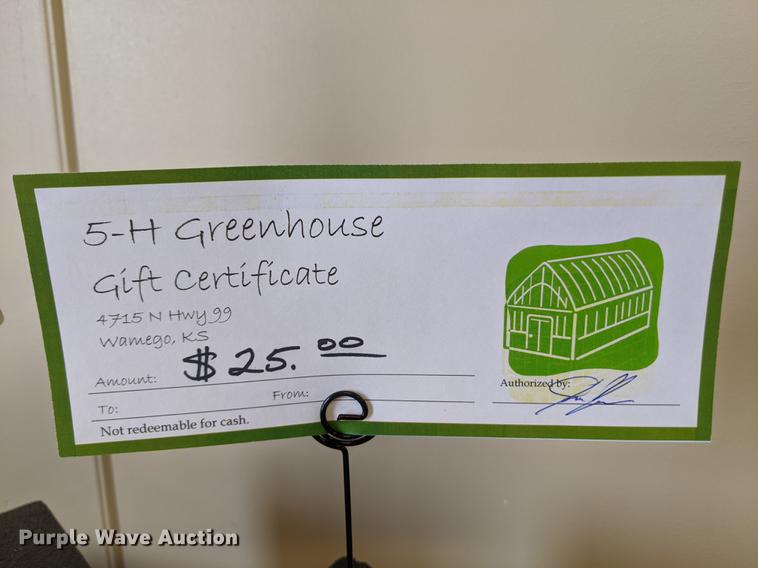 5-H Greenhouse
Gift Certificate
4715 N Hwy 99
Wamego, KS
Amount: $ 25.00
Authorized by:
To: From:
Not redeemable for cash.
Purple Wave Auction